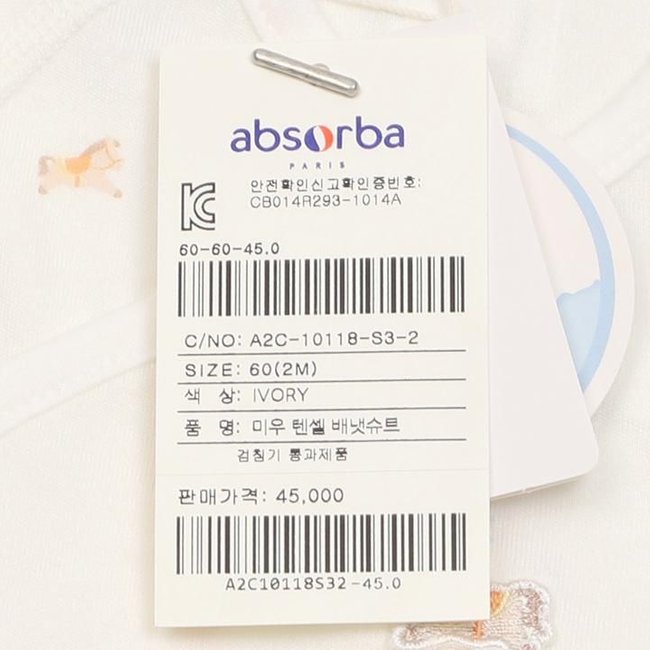 absorba
PARIS
안전확인신고확인증번호:
CB014R293-1014A
60-60-45.0
C/NO: A2C-10118-S3-2
SIZE: 60(2M)
색 상: IVORY
품 명: 미우 텐셀 배냇슈트
검침기 통과제품
판매가격: 45,000
A2C10118S32-45.0